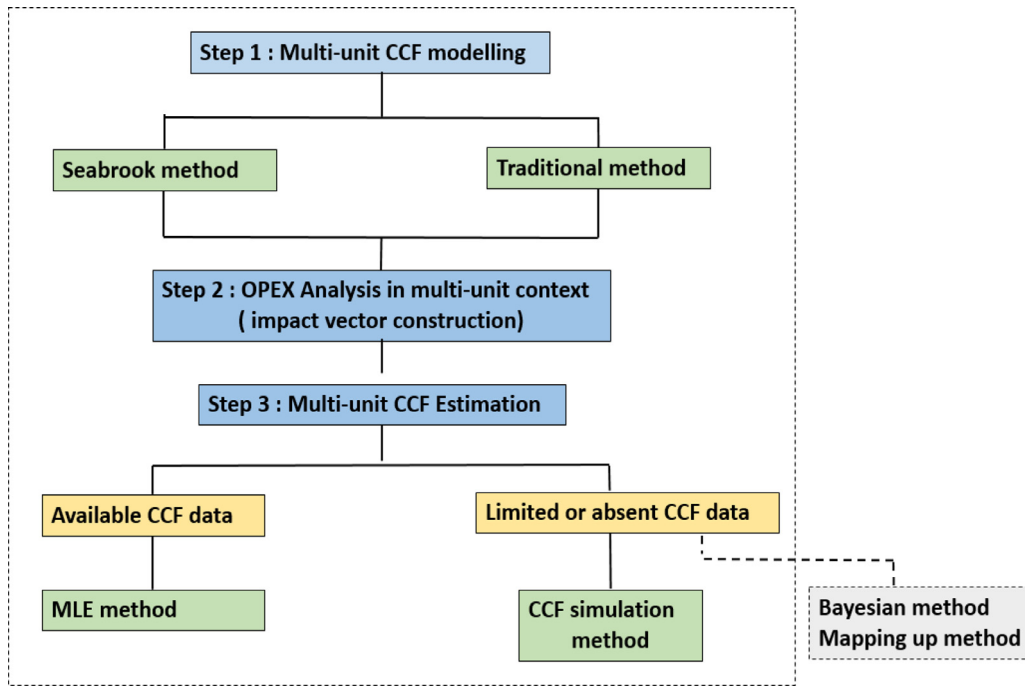 Step 1 : Multi-unit CCF modelling
Seabrook method
Traditional method
Step 2 : OPEX Analysis in multi-unit context
( impact vector construction)
Step 3 : Multi-unit CCF Estimation
Available CCF data
Limited or absent CCF data
MLE method
CCF simulation
method
Bayesian method
Mapping up method